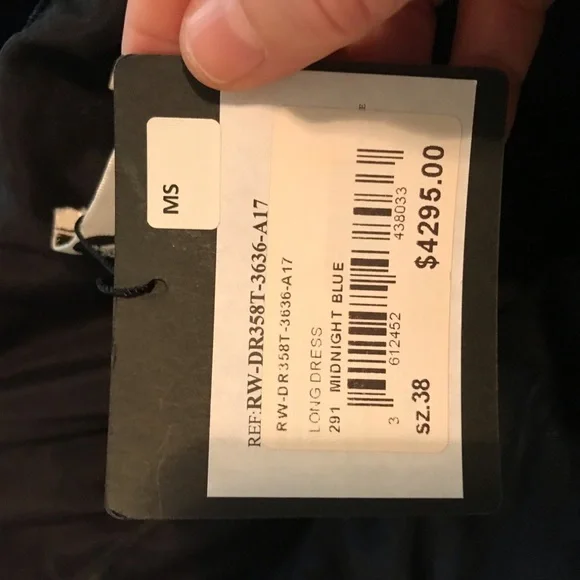 MS
REF:RW-DR358T-3636-A17
RW-DR358T-3636-A17
LONG DRESS
291 MIDNIGHT BLUE
3 612452 438033
sz.38
$4295.00